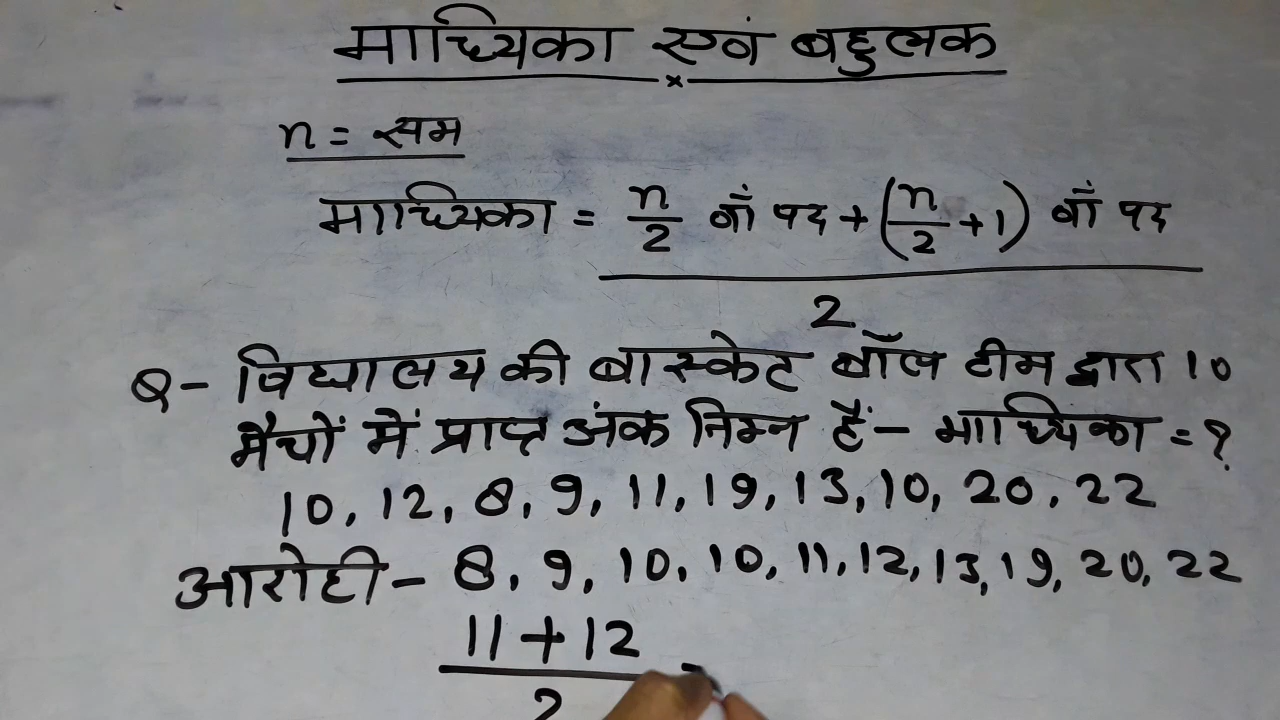 माध्यिका एवं बहुलक
n = सम
माध्यिका = n/2 वाँ पद + (n/2 + 1) वाँ पद
2
Q - विद्यालय की बास्केट बॉल टीम द्वारा 10
मैचों में प्राप्त अंक निम्न हैं - माध्यिका = ?
10, 12, 8, 9, 11, 19, 13, 10, 20, 22
आरोही - 8, 9, 10, 10, 11, 12, 13, 19, 20, 22
11 + 12
2